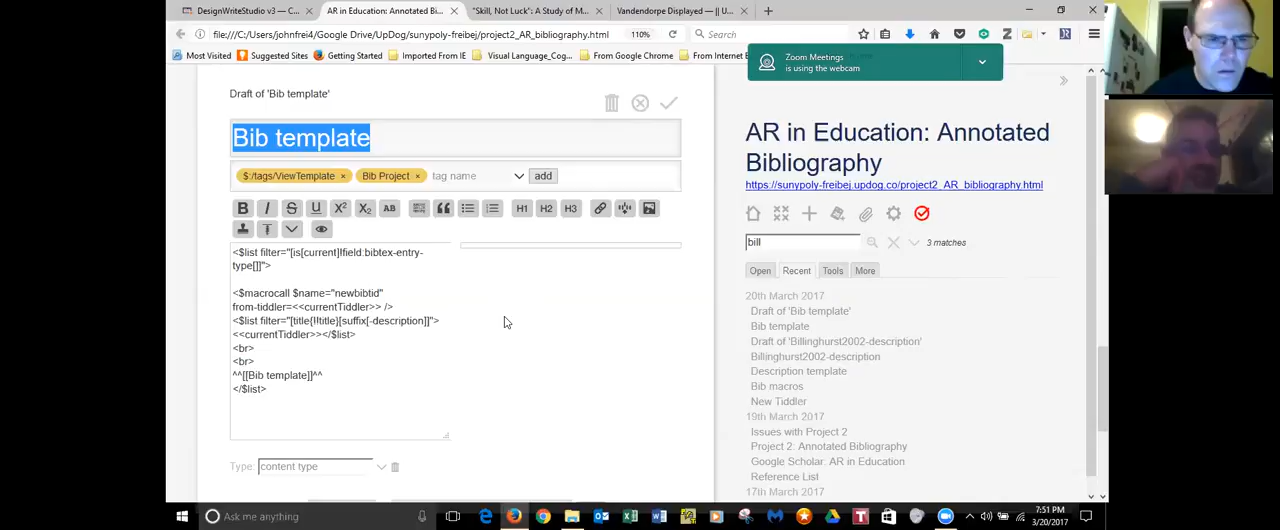 DesignWriteStudio v3 — C... × AR in Education: Annotated Bi... × "Skill, Not Luck": A Study of M... × Vandendorpe Displayed — || U... × +
file:///C:/Users/johnfrei4/Google Drive/UpDog/sunypoly-freibej/project2_AR_bibliography.html 110% Search
Most Visited SuggestedSites Getting Started Imported From IE Visual_Language_Cog... From Google Chrome From Internet
Zoom Meetings
is using the webcam
Draft of 'Bib template'
Bib template
$:/tags/ViewTemplate × Bib Project × tag name add
B I S U X² X₂ AB H1 H2 H3
<$list filter="[is[current]!field:bibtex-entry-
type[]]">
<$macrocall $name="newbibtid"
from-tiddler=<<currentTiddler>> />
<$list filter="[title{!!title}[suffix[-description]]">
<<currentTiddler>></$list>
<br>
<br>
^^[[Bib template]]^^
</$list>
Type: content type
AR in Education: Annotated
Bibliography
https://sunypoly-freibej.updog.co/project2_AR_bibliography.html
bill 3 matches
Open Recent Tools More
20th March 2017
Draft of 'Bib template'
Bib template
Draft of 'Billinghurst2002-description'
Billinghurst2002-description
Description template
Bib macros
New Tiddler
19th March 2017
Issues with Project 2
Project 2: Annotated Bibliography
Google Scholar: AR in Education
Reference List
17th March 2017
Ask me anything
7:51 PM
3/20/2017